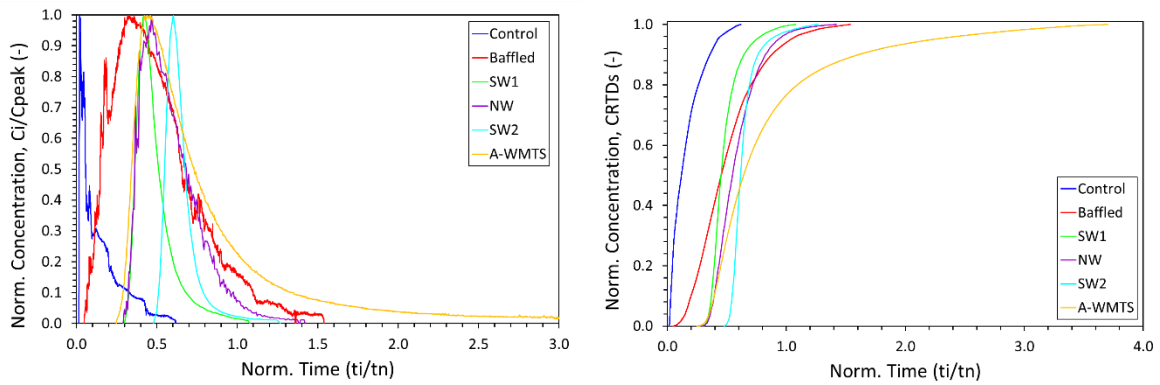 Norm. Concentration, Ci/Cpeak (-)
1.0
0.9
0.8
0.7
0.6
0.5
0.4
0.3
0.2
0.1
0.0
0.0
0.5
1.0
1.5
2.0
2.5
3.0
Norm. Time (ti/tn)
Control
Baffled
SW1
NW
SW2
A-WMTS
Norm. Concentration, CRTDs (-)
1.0
0.8
0.6
0.4
0.2
0.0
0.0
1.0
2.0
3.0
4.0
Norm. Time (ti/tn)
Control
Baffled
SW1
NW
SW2
A-WMTS